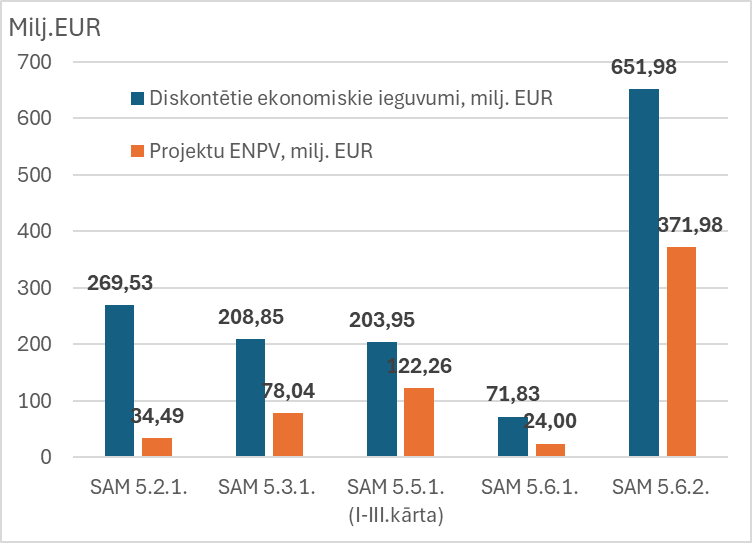 Milj.EUR
700
600
500
400
300
200
100
0
Diskontētie ekonomiskie ieguvumi, milj. EUR
Projektu ENPV, milj. EUR
269,53
34,49
208,85
78,04
203,95
122,26
71,83
24,00
651,98
371,98
SAM 5.2.1.
SAM 5.3.1.
SAM 5.5.1.
(I-III.kārta)
SAM 5.6.1.
SAM 5.6.2.